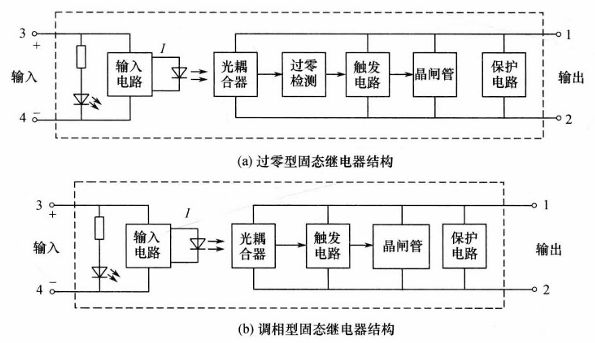 3
+
输入
4
−
输入
电路
I
光耦
合器
过零
检测
触发
电路
晶闸管
保护
电路
1
输出
2
(a) 过零型固态继电器结构
3
+
输入
4
−
输入
电路
I
光耦
合器
触发
电路
晶闸管
保护
电路
1
输出
2
(b) 调相型固态继电器结构